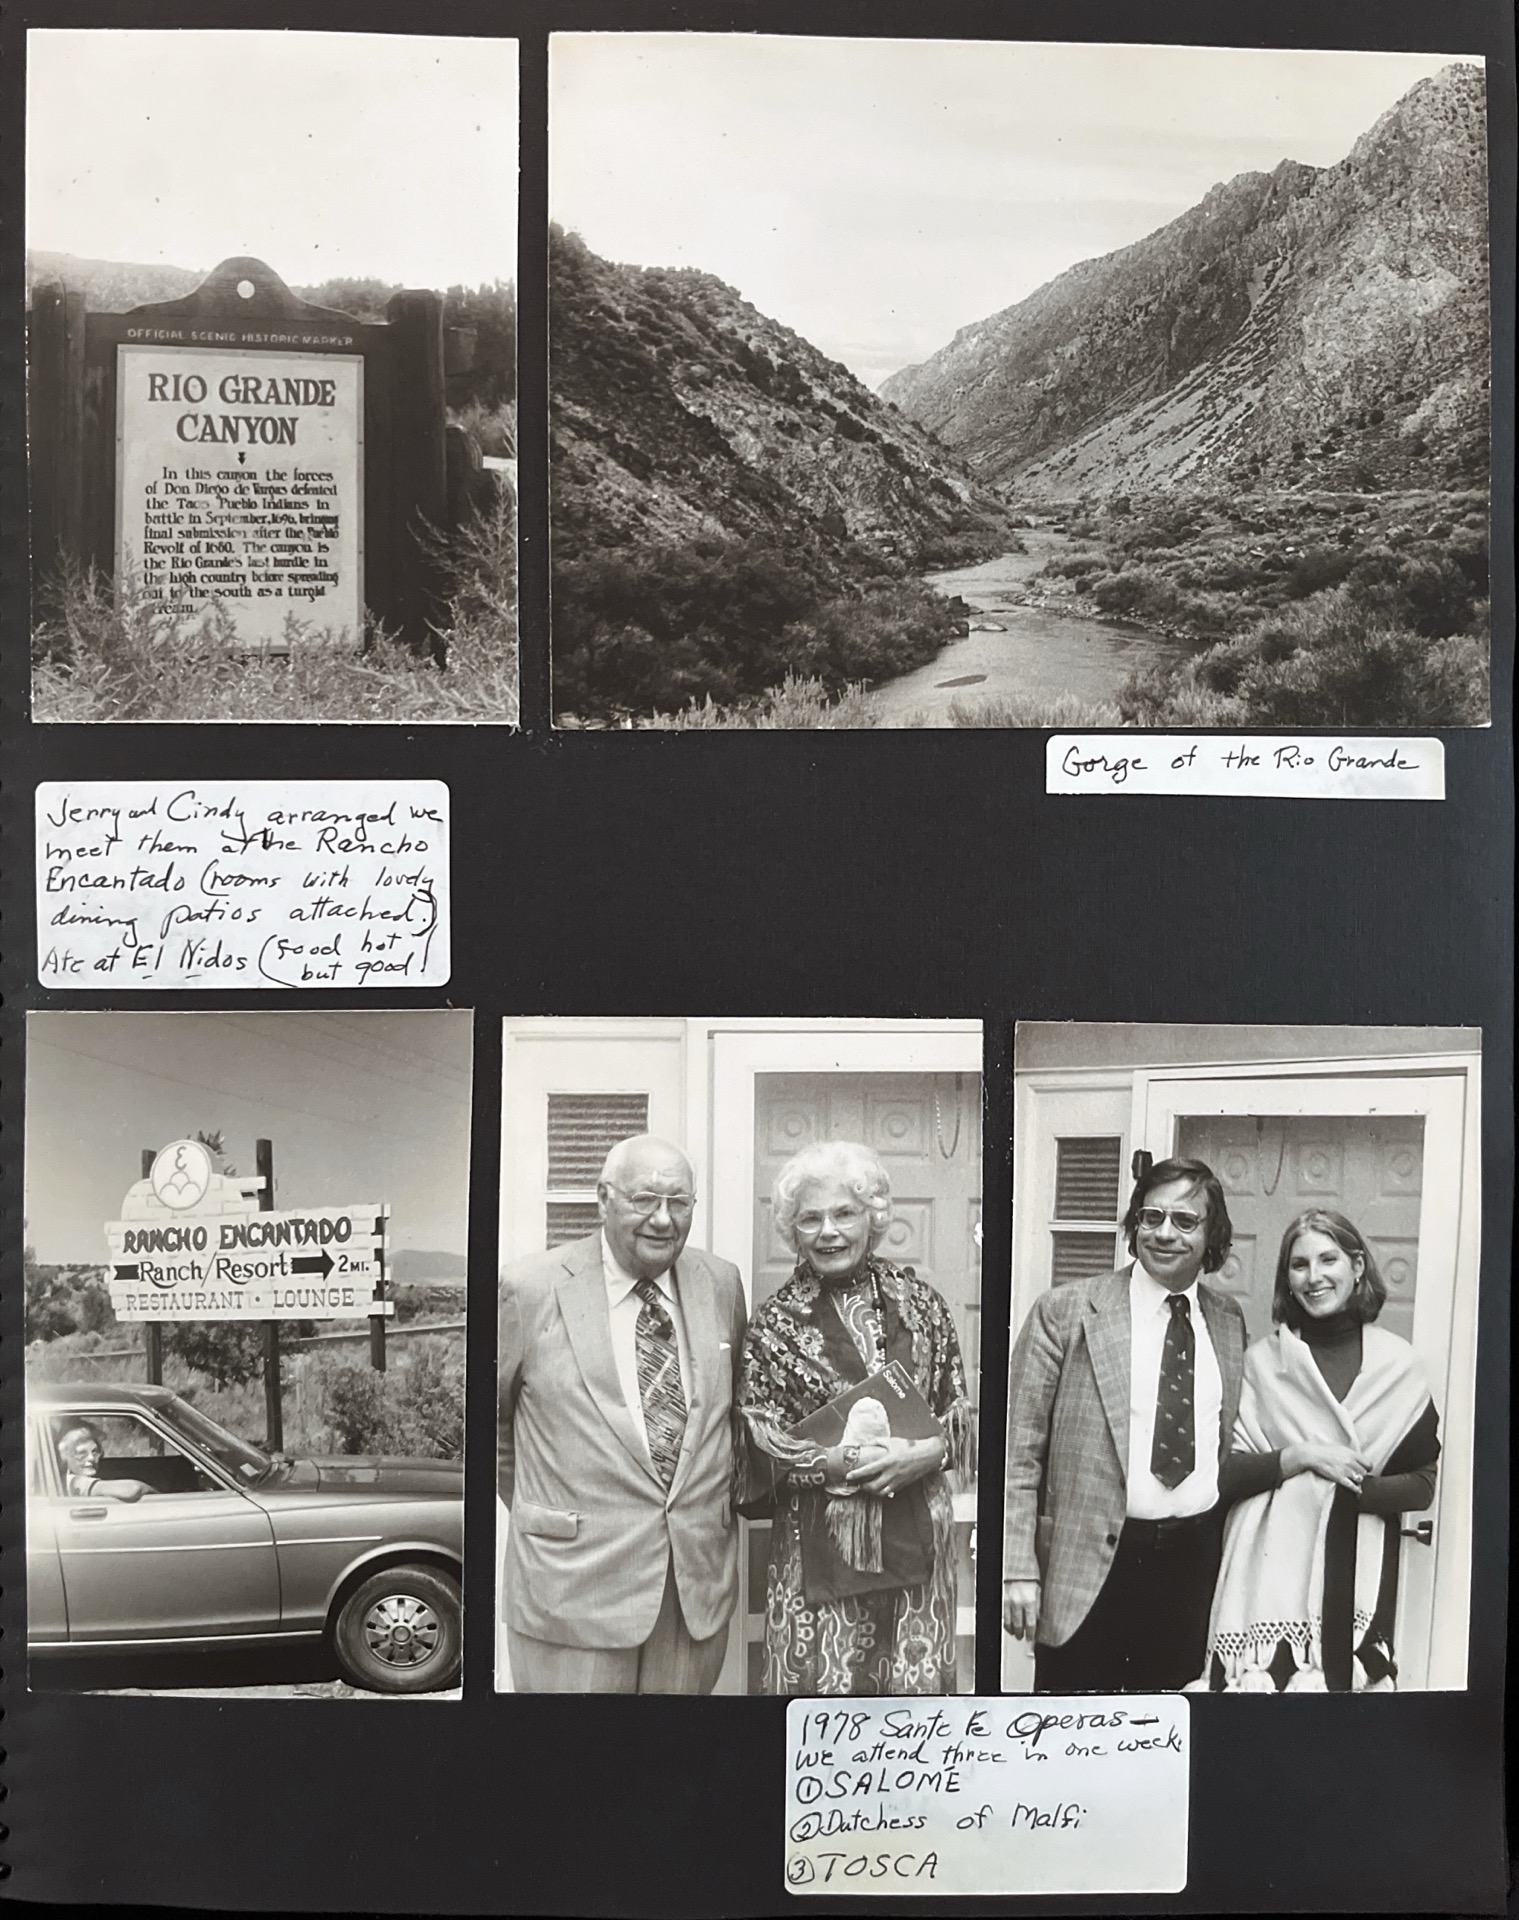 OFFICIAL SCENIC HISTORIC MARKER
RIO GRANDE
CANYON
In this canyon the forces
of Don Diego de Vargas defeated
the Taos Pueblo Indians in
battle in September, 1696, bringing
final submission after the Pueblo
Revolt of 1680. The canyon is
the Rio Grande's last hurdle in
the high country before spreading
out to the south as a turgid
stream.
Gorge of the Rio Grande
Jerry and Cindy arranged we
meet them at the Rancho
Encantado (rooms with lovely
dining patios attached.)
Ate at El Nidos (food hot
but good!
RANCHO ENCANTADO
Ranch/Resort 2 MI.
RESTAURANT • LOUNGE
Salome
1978 Sante Fe Operas —
we attend three in one week.
① SALOMÉ
② Dutchess of Malfi
③ TOSCA